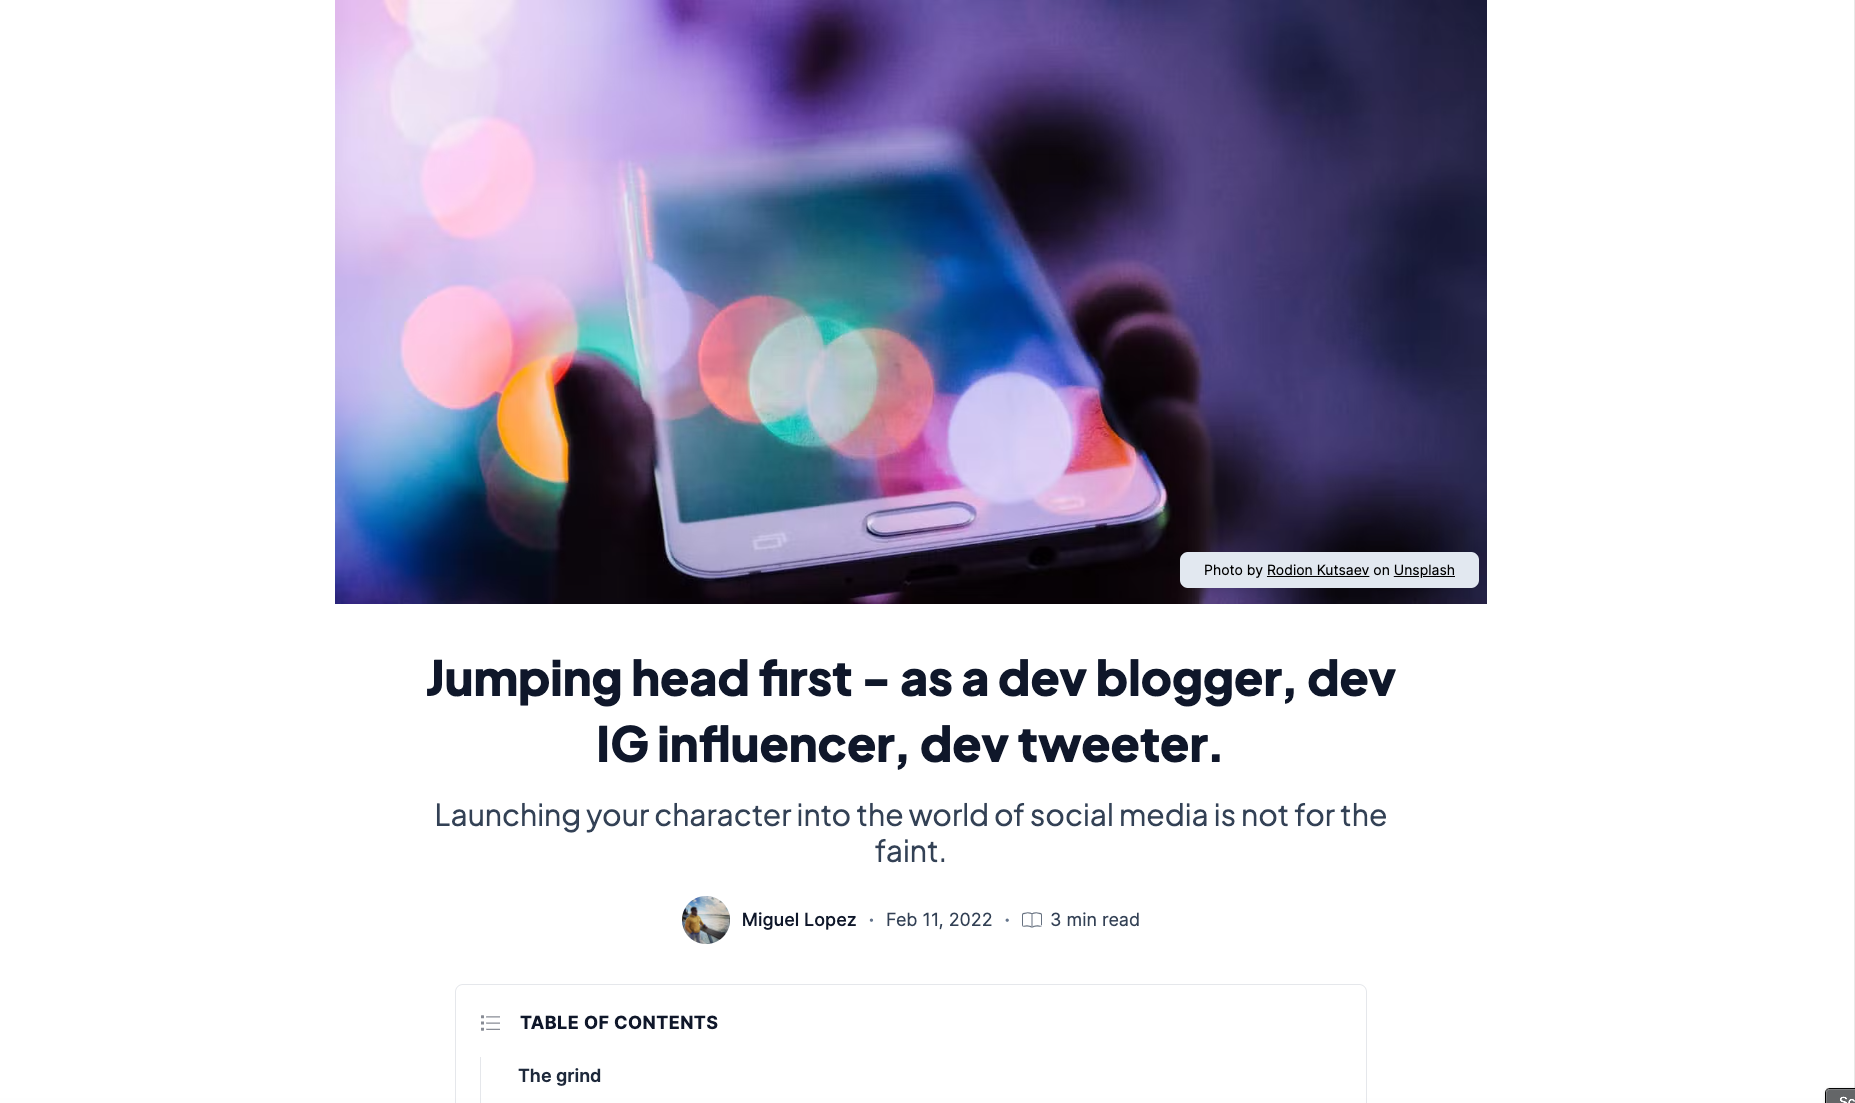 Photo by Rodion Kutsaev on Unsplash
Jumping head first – as a dev blogger, dev
IG influencer, dev tweeter.
Launching your character into the world of social media is not for the
faint.
Miguel Lopez · Feb 11, 2022 · 3 min read
TABLE OF CONTENTS
The grind